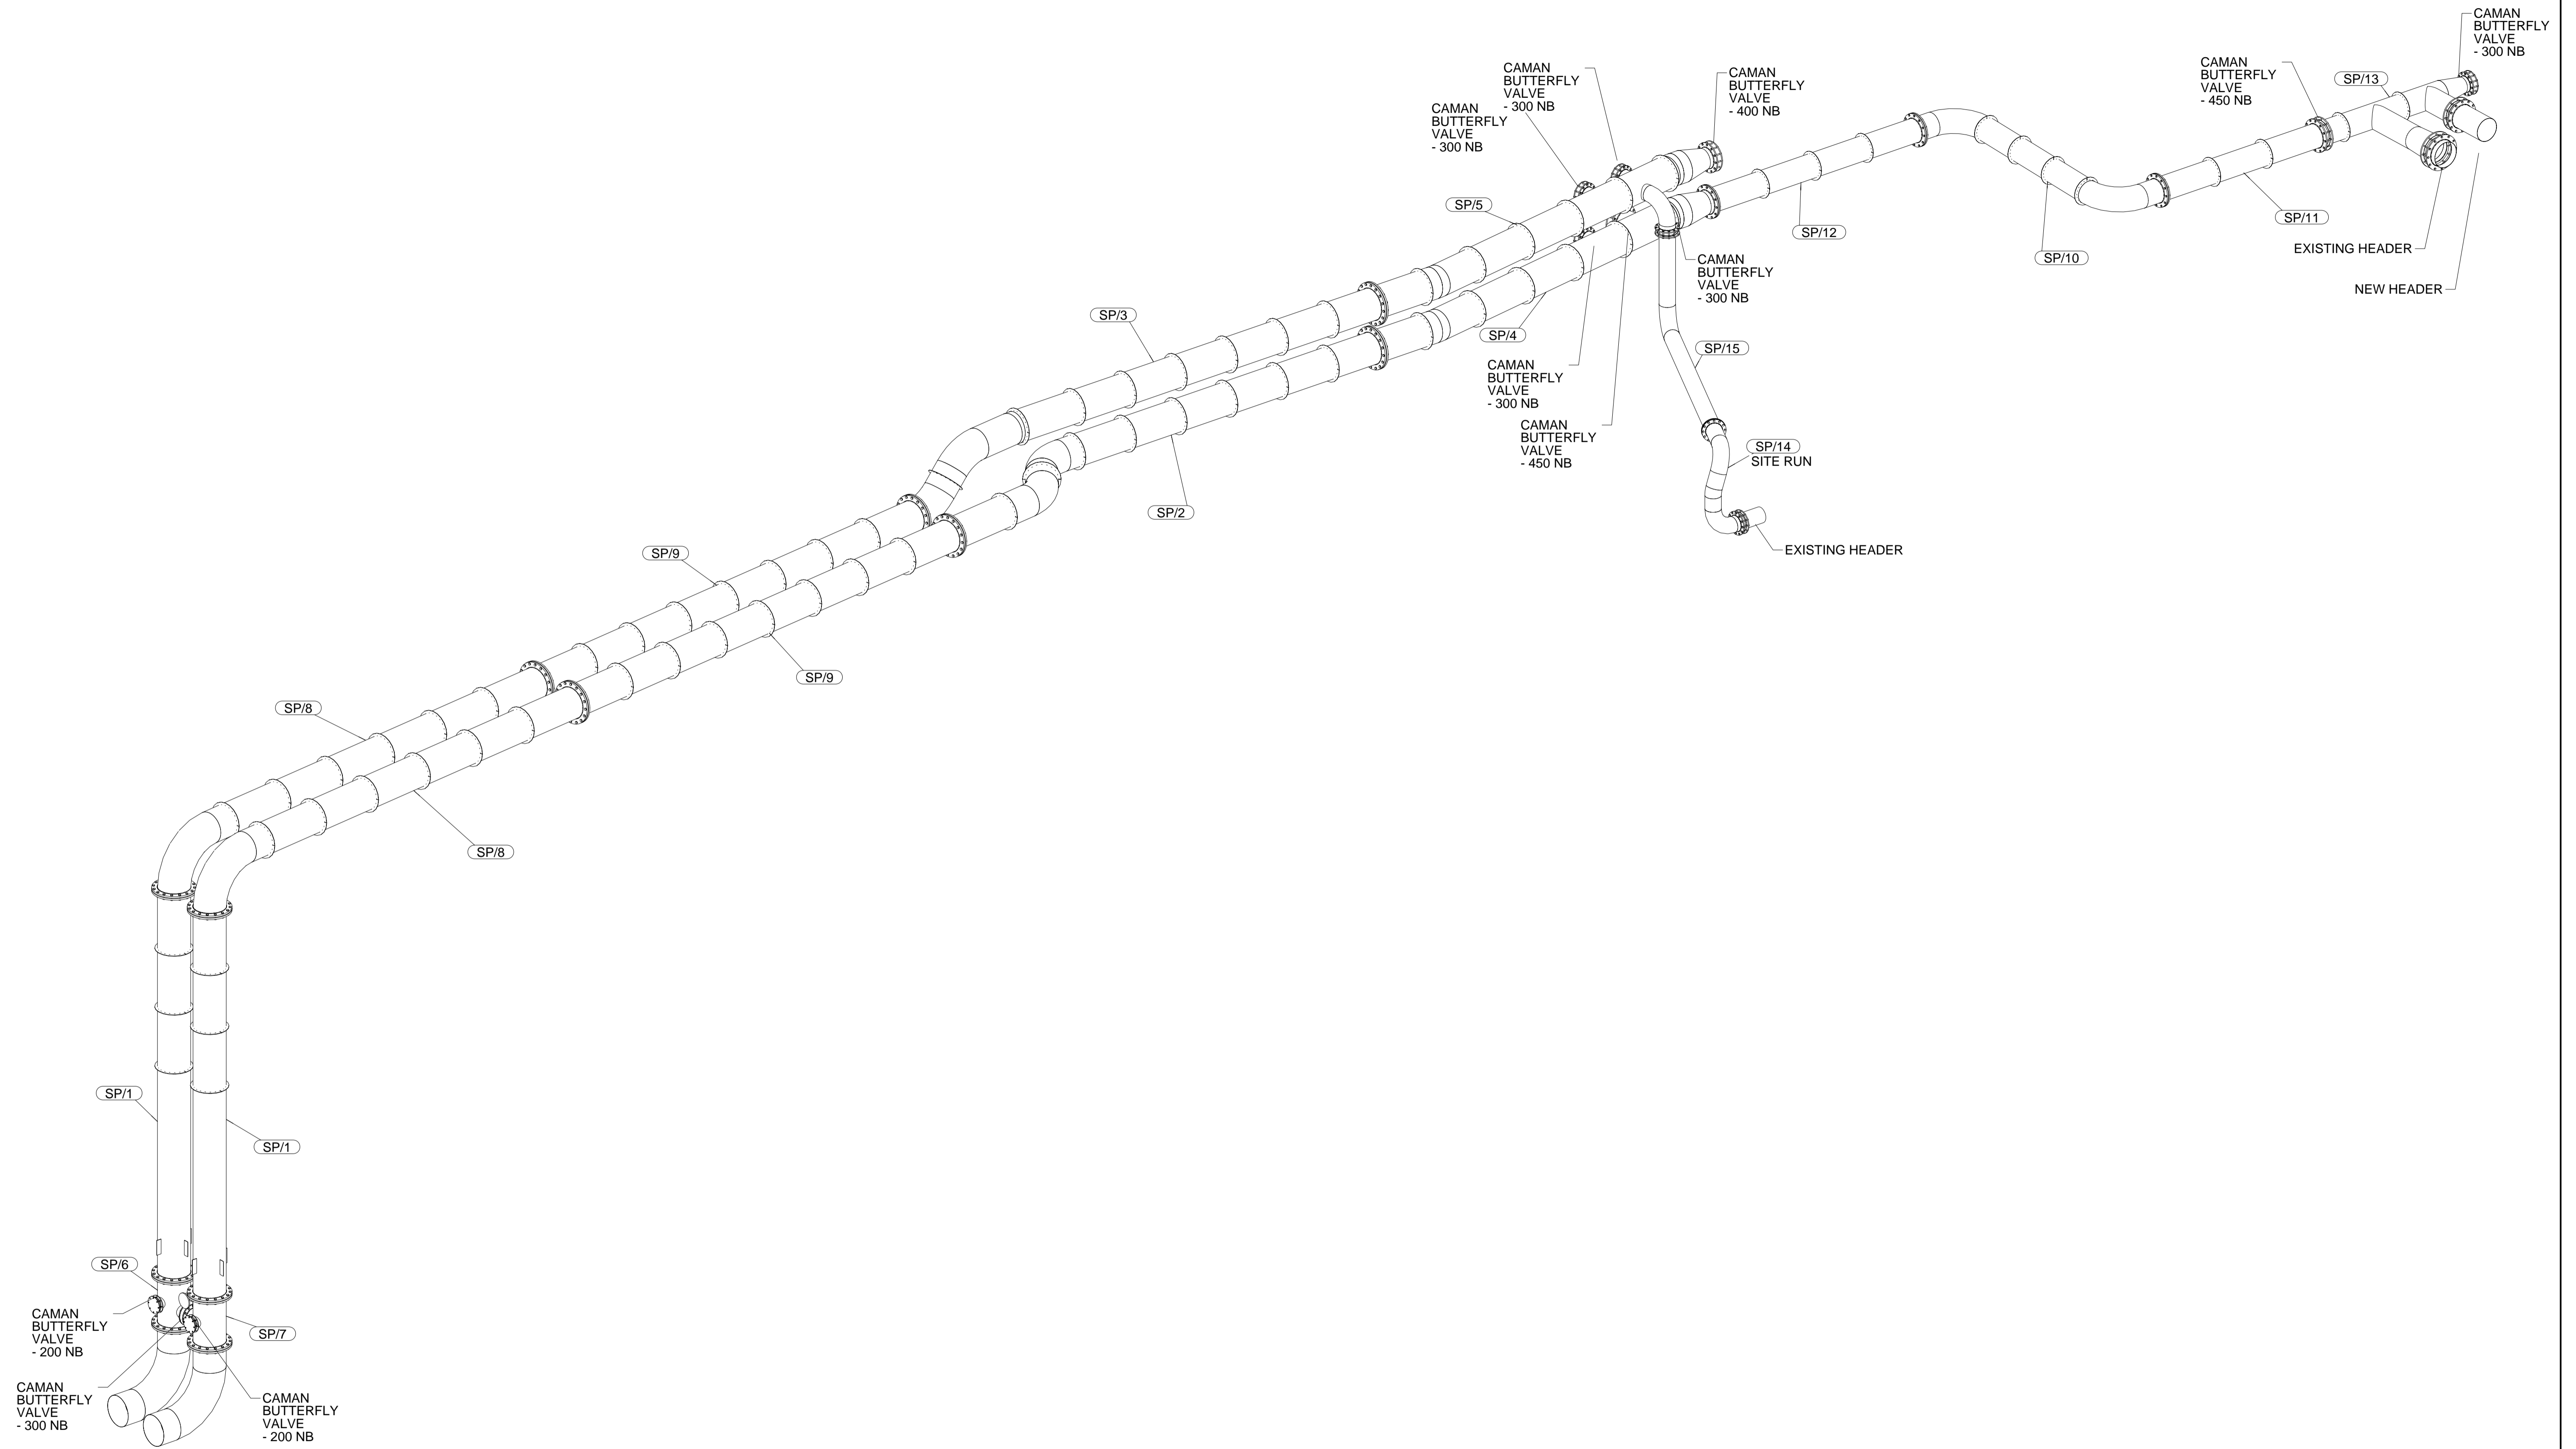 CAMAN
BUTTERFLY
VALVE
- 300 NB
CAMAN
BUTTERFLY
VALVE
- 450 NB
SP/13
CAMAN
BUTTERFLY
VALVE
- 300 NB
CAMAN
BUTTERFLY
VALVE
- 400 NB
CAMAN
BUTTERFLY
VALVE
- 300 NB
SP/5
SP/12
SP/11
SP/10
EXISTING HEADER
NEW HEADER
CAMAN
BUTTERFLY
VALVE
- 300 NB
SP/3
SP/4
SP/15
CAMAN
BUTTERFLY
VALVE
- 300 NB
CAMAN
BUTTERFLY
VALVE
- 450 NB
SP/14
SITE RUN
SP/2
EXISTING HEADER
SP/9
SP/9
SP/8
SP/8
SP/1
SP/1
SP/6
CAMAN
BUTTERFLY
VALVE
- 200 NB
SP/7
CAMAN
BUTTERFLY
VALVE
- 300 NB
CAMAN
BUTTERFLY
VALVE
- 200 NB